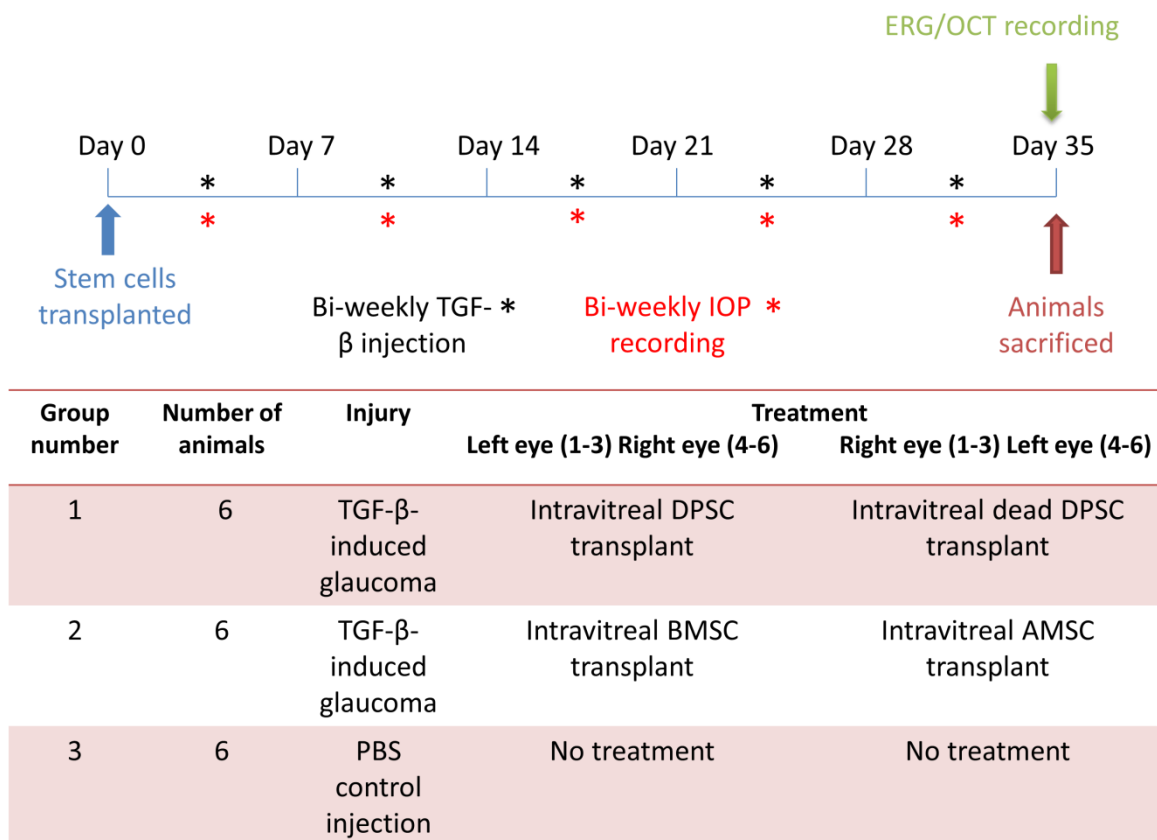 ERG/OCT recording
Day 0 Day 7 Day 14 Day 21 Day 28 Day 35
* * * * *
* * * * *
Stem cells
transplanted
Bi-weekly TGF- *
β injection
Bi-weekly IOP *
recording
Animals
sacrificed
Group number Number of animals Injury Treatment
Left eye (1-3) Right eye (4-6) Right eye (1-3) Left eye (4-6)
1 6 TGF-β- Intravitreal DPSC Intravitreal dead DPSC
induced transplant transplant
glaucoma
2 6 TGF-β- Intravitreal BMSC Intravitreal AMSC
induced transplant transplant
glaucoma
3 6 PBS No treatment No treatment
control
injection